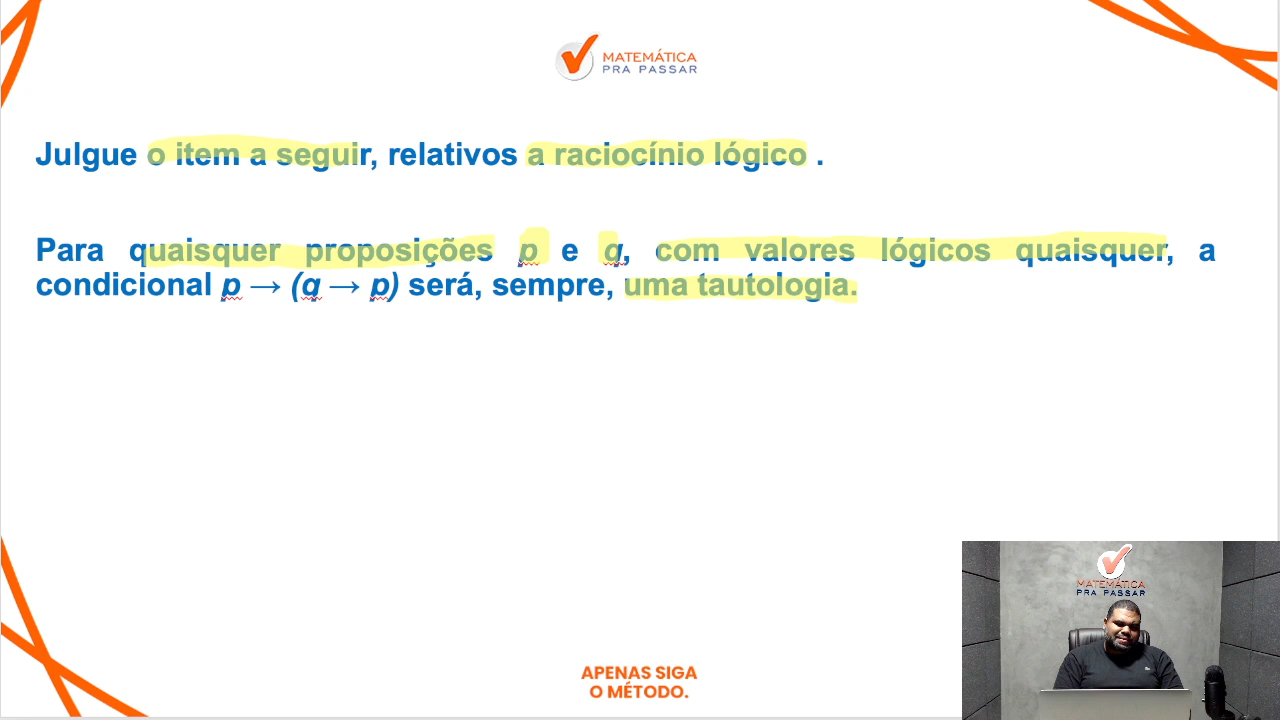 MATEMÁTICA
PRA PASSAR
Julgue o item a seguir, relativos a raciocínio lógico .
Para quaisquer proposições p e q, com valores lógicos quaisquer, a
condicional p → (q → p) será, sempre, uma tautologia.
MATEMÁTICA
PRA PASSAR
APENAS SIGA
O MÉTODO.